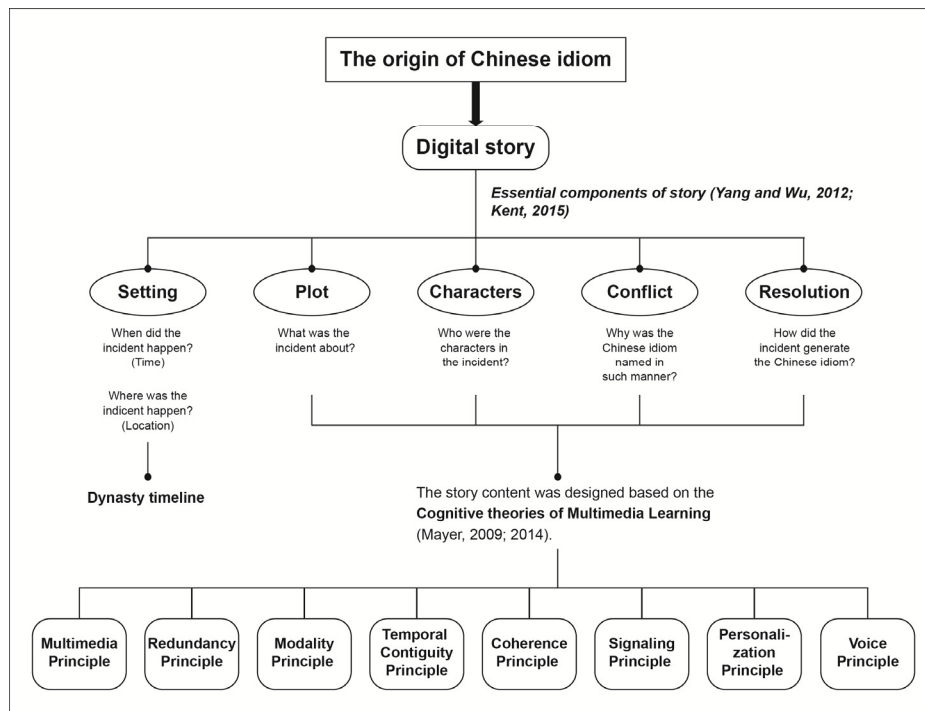 The origin of Chinese idiom
Digital story
Essential components of story (Yang and Wu, 2012;
Kent, 2015)
Setting
Plot
Characters
Conflict
Resolution
When did the
incident happen?
(Time)
Where was the
indicent happen?
(Location)
What was the
incident about?
Who were the
characters in
the incident?
Why was the
Chinese idiom
named in
such manner?
How did the
incident generate
the Chinese idiom?
Dynasty timeline
The story content was designed based on the
Cognitive theories of Multimedia Learning
(Mayer, 2009; 2014).
Multimedia
Principle
Redundancy
Principle
Modality
Principle
Temporal
Contiguity
Principle
Coherence
Principle
Signaling
Principle
Personali-
zation
Principle
Voice
Principle